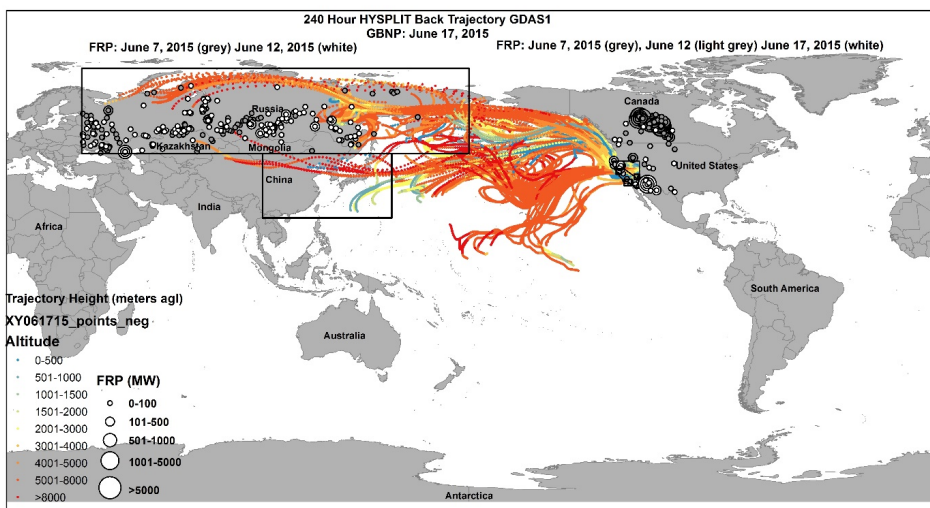 240 Hour HYSPLIT Back Trajectory GDAS1
GBNP: June 17, 2015
FRP: June 7, 2015 (grey) June 12, 2015 (white)
FRP: June 7, 2015 (grey), June 12 (light grey) June 17, 2015 (white)
Canada
Russia
Kazakhstan
Mongolia
United States
China
India
Africa
South America
Australia
Antarctica
Trajectory Height (meters agl)
XY061715_points_neg
Altitude
0-500
501-1000
1001-1500
1501-2000
2001-3000
3001-4000
4001-5000
5001-8000
>8000
FRP (MW)
0-100
101-500
501-1000
1001-5000
>5000